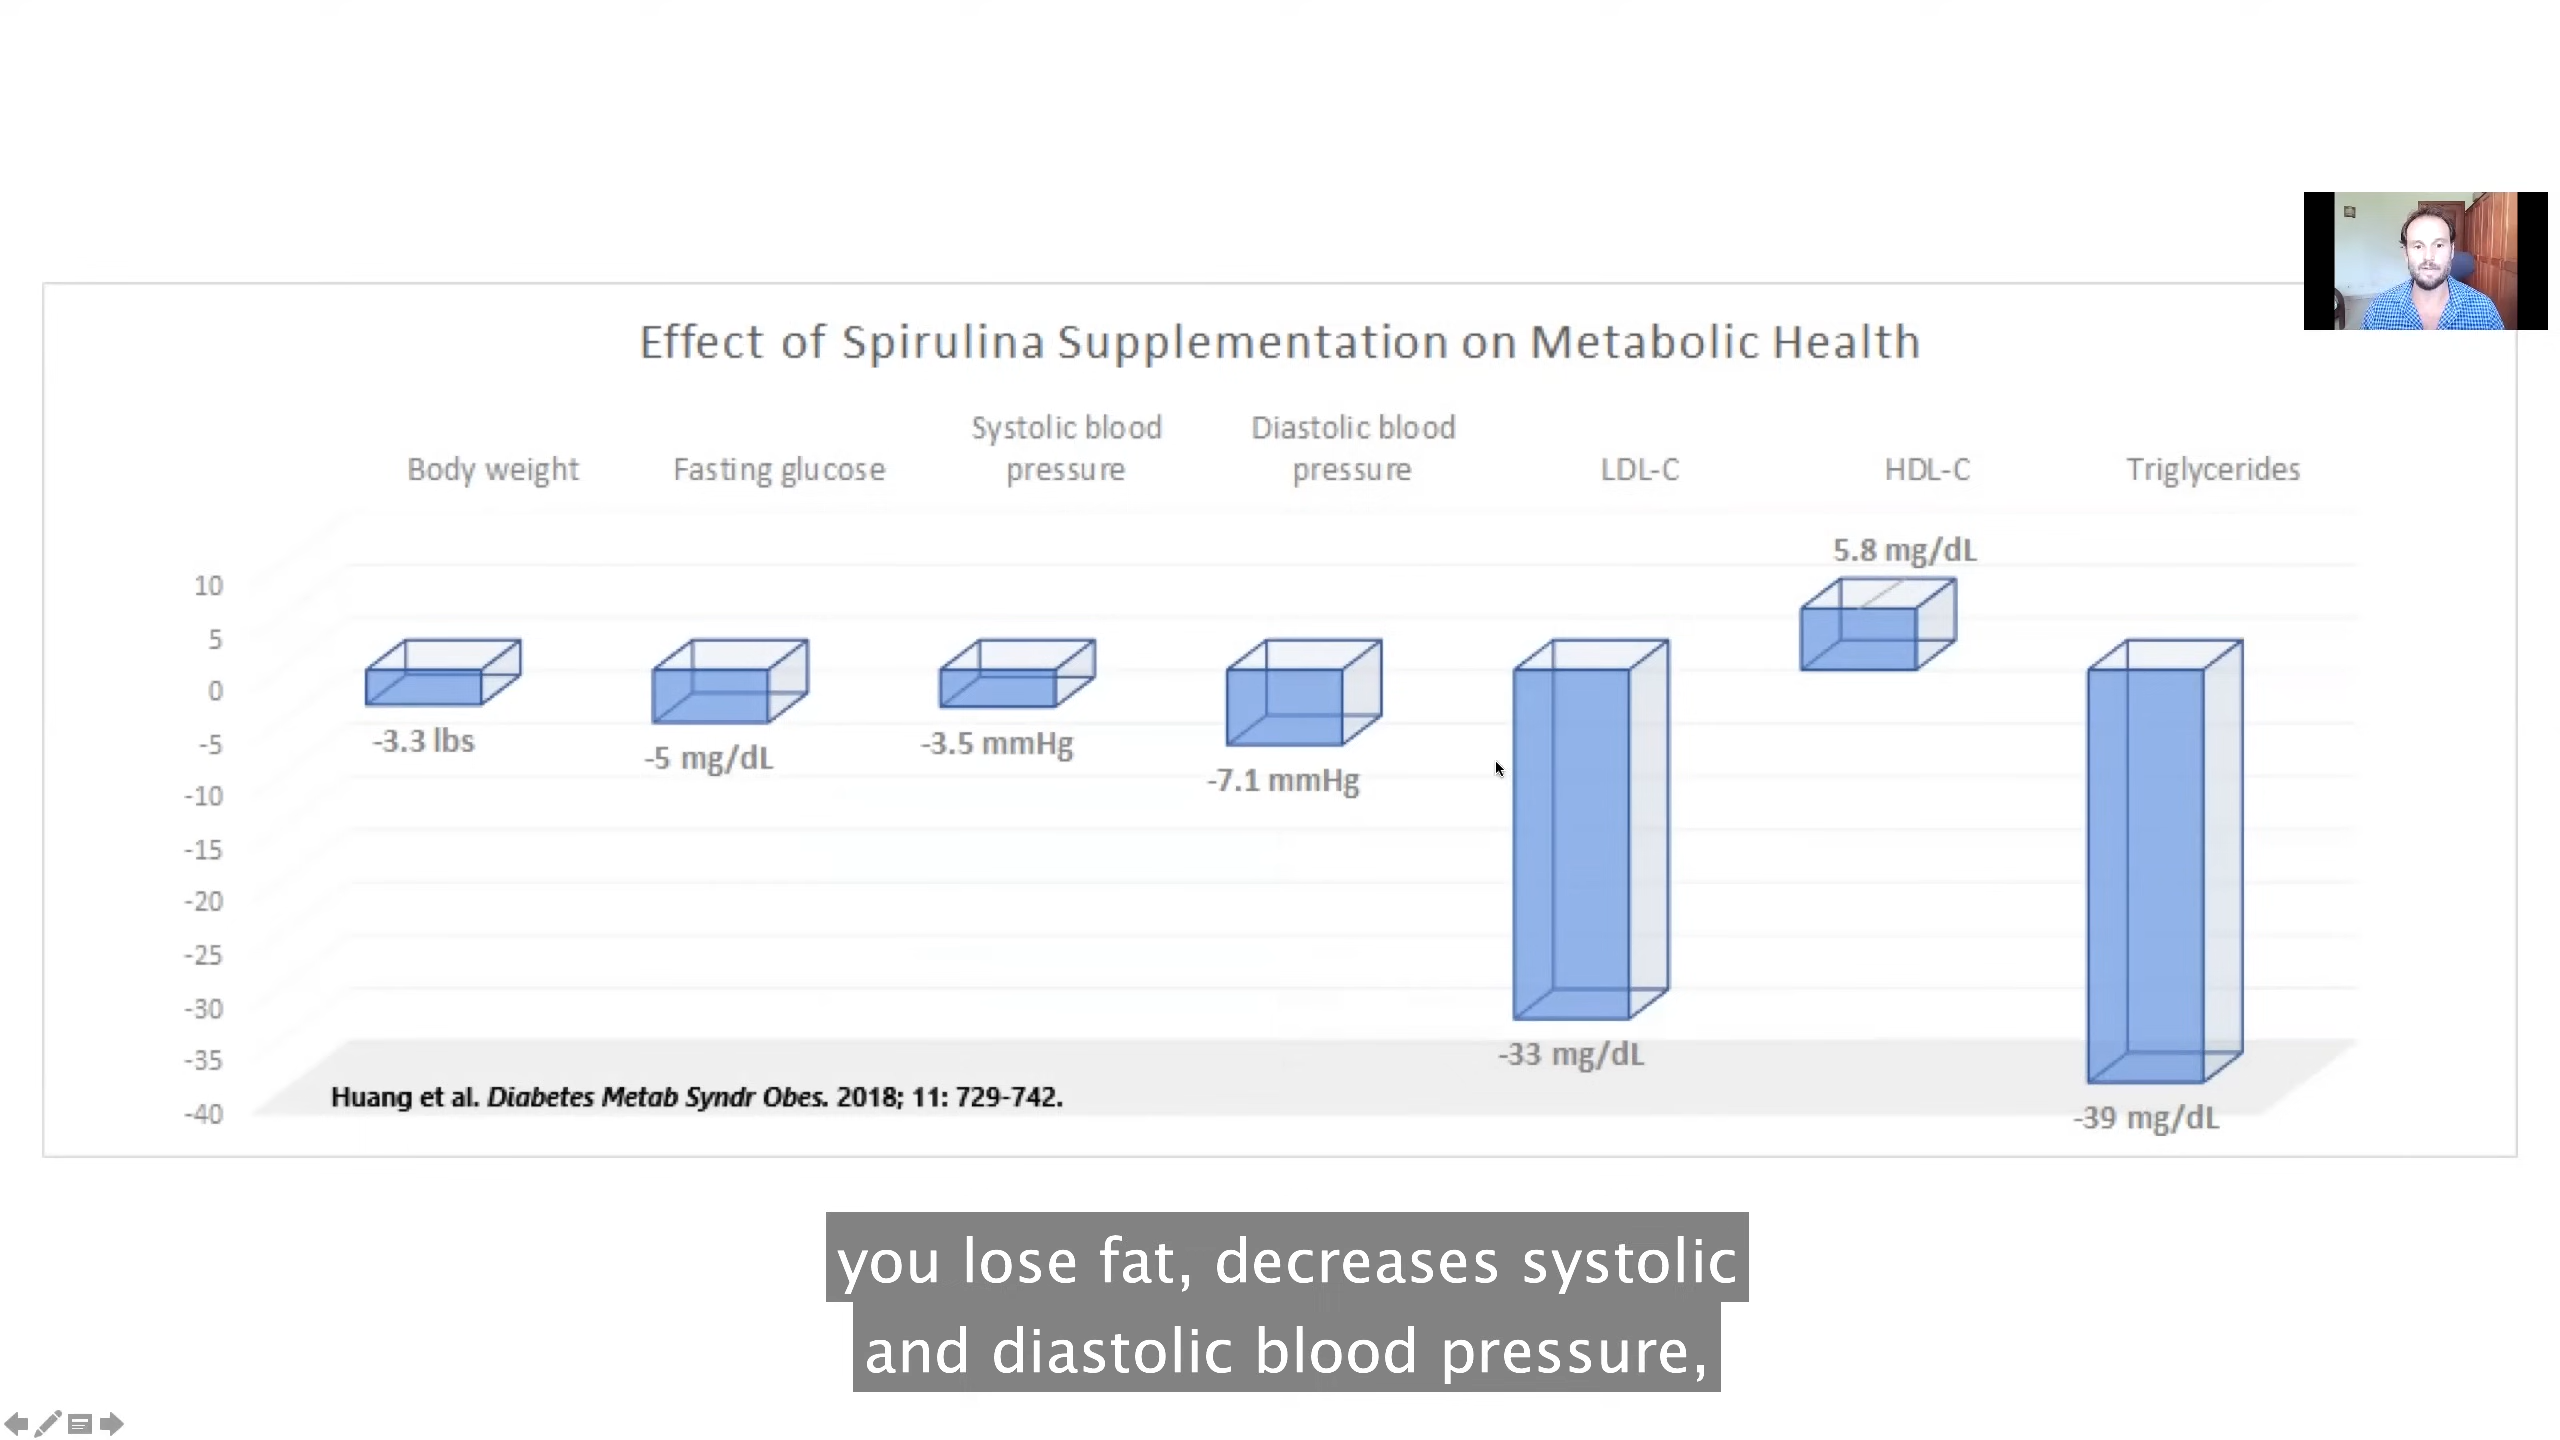 Effect of Spirulina Supplementation on Metabolic Health
Body weight
Fasting glucose
Systolic blood
pressure
Diastolic blood
pressure
LDL-C
HDL-C
Triglycerides
10
5
0
-5
-10
-15
-20
-25
-30
-35
-40
-3.3 lbs
-5 mg/dL
-3.5 mmHg
-7.1 mmHg
-33 mg/dL
5.8 mg/dL
-39 mg/dL
Huang et al. Diabetes Metab Syndr Obes. 2018; 11: 729-742.
you lose fat, decreases systolic
and diastolic blood pressure,